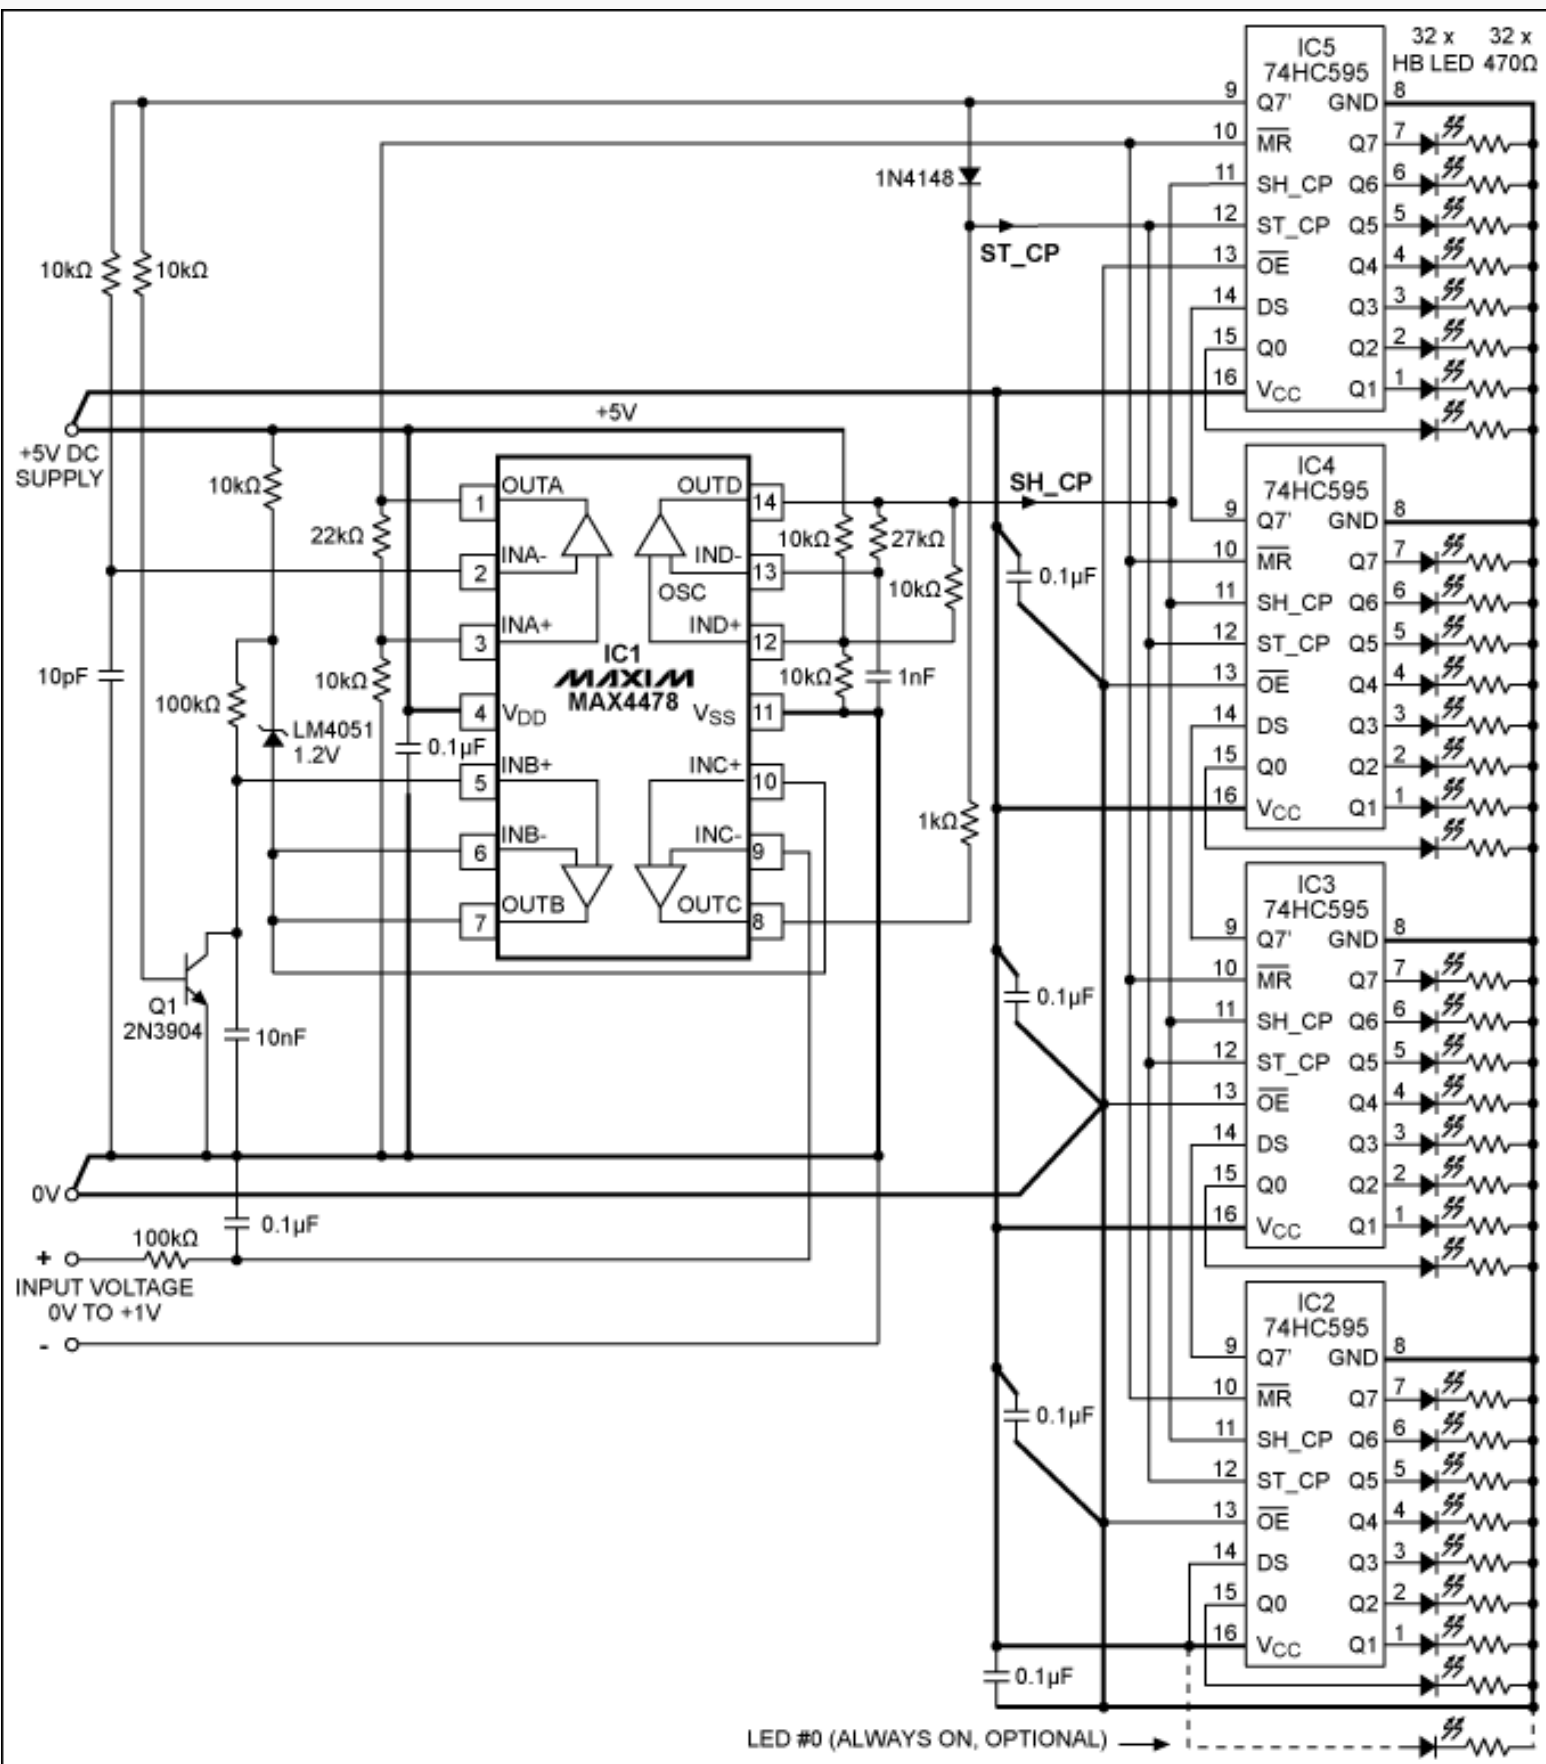 IC5
74HC595
32 x
HB LED
32 x
470Ω
9 Q7' GND 8
10 MR Q7 7
11 SH_CP Q6 6
12 ST_CP Q5 5
13 OE Q4 4
14 DS Q3 3
15 Q0 Q2 2
16 VCC Q1 1
1N4148
ST_CP
10kΩ
10kΩ
+5V DC
SUPPLY
+5V
10kΩ
22kΩ
10pF
100kΩ
10kΩ
LM4051
1.2V
0.1µF
1 OUTA OUTD 14
2 INA- IND- 13
OSC
3 INA+ IND+ 12
IC1
MAXIM
MAX4478
4 VDD VSS 11
5 INB+ INC+ 10
6 INB- INC- 9
7 OUTB OUTC 8
SH_CP
10kΩ
27kΩ
10kΩ
10kΩ
1nF
0.1µF
1kΩ
IC4
74HC595
9 Q7' GND 8
10 MR Q7 7
11 SH_CP Q6 6
12 ST_CP Q5 5
13 OE Q4 4
14 DS Q3 3
15 Q0 Q2 2
16 VCC Q1 1
Q1
2N3904
10nF
0.1µF
IC3
74HC595
9 Q7' GND 8
10 MR Q7 7
11 SH_CP Q6 6
12 ST_CP Q5 5
13 OE Q4 4
14 DS Q3 3
15 Q0 Q2 2
16 VCC Q1 1
0V
0.1µF
100kΩ
+
INPUT VOLTAGE
0V TO +1V
-
0.1µF
IC2
74HC595
9 Q7' GND 8
10 MR Q7 7
11 SH_CP Q6 6
12 ST_CP Q5 5
13 OE Q4 4
14 DS Q3 3
15 Q0 Q2 2
16 VCC Q1 1
0.1µF
LED #0 (ALWAYS ON, OPTIONAL)